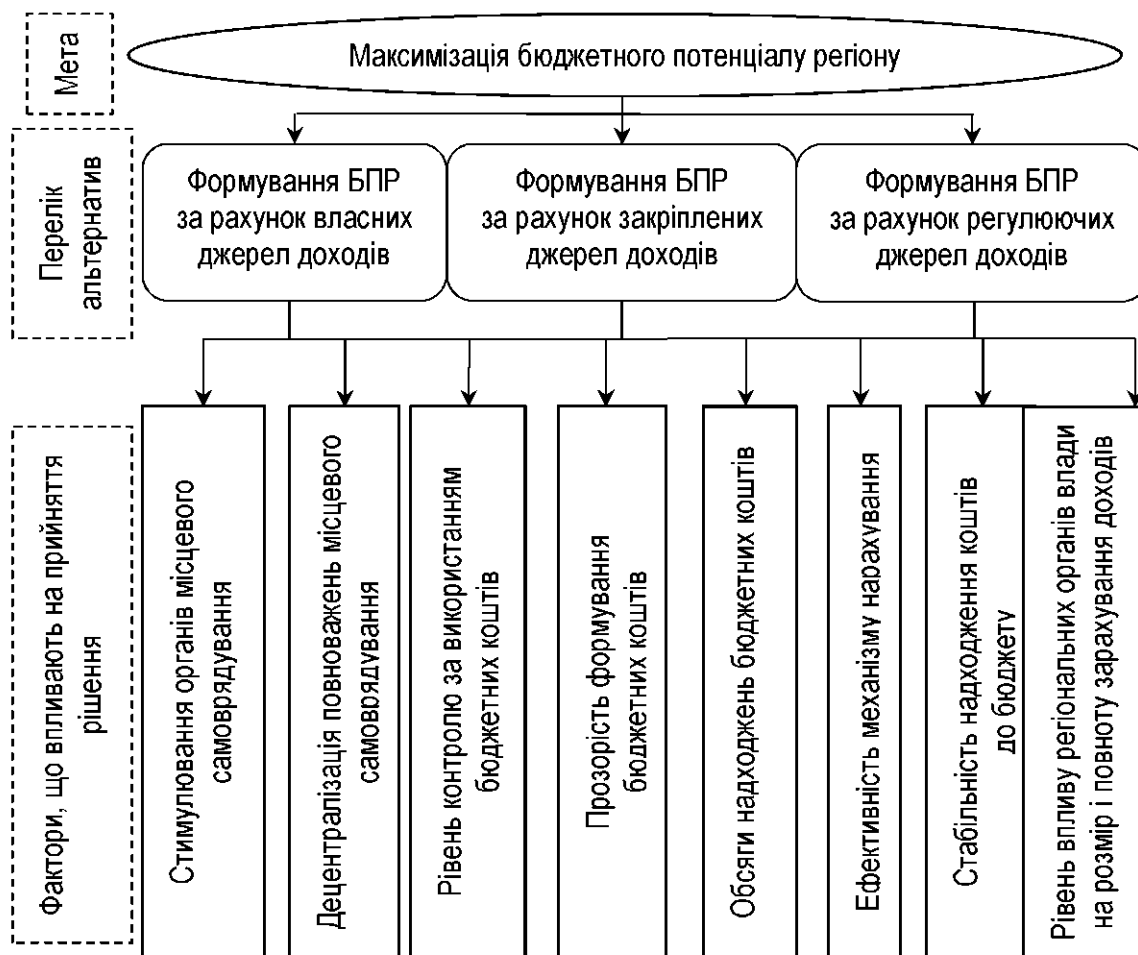 Мета
Максимізація бюджетного потенціалу регіону
Перелік
альтернатив
Формування БПР
за рахунок власних
джерел доходів
Формування БПР
за рахунок закріплених
джерел доходів
Формування БПР
за рахунок регулюючих
джерел доходів
Фактори, що впливають на прийняття
рішення
Стимулювання органів місцевого
самоврядування
Децентралізація повноважень місцевого
самоврядування
Рівень контролю за використанням
бюджетних коштів
Прозорість формування
бюджетних коштів
Обсяги надходжень бюджетних коштів
Ефективність механізму нарахування
Стабільність надходження коштів
до бюджету
Рівень впливу регіональних органів влади
на розмір і повноту зарахування доходів